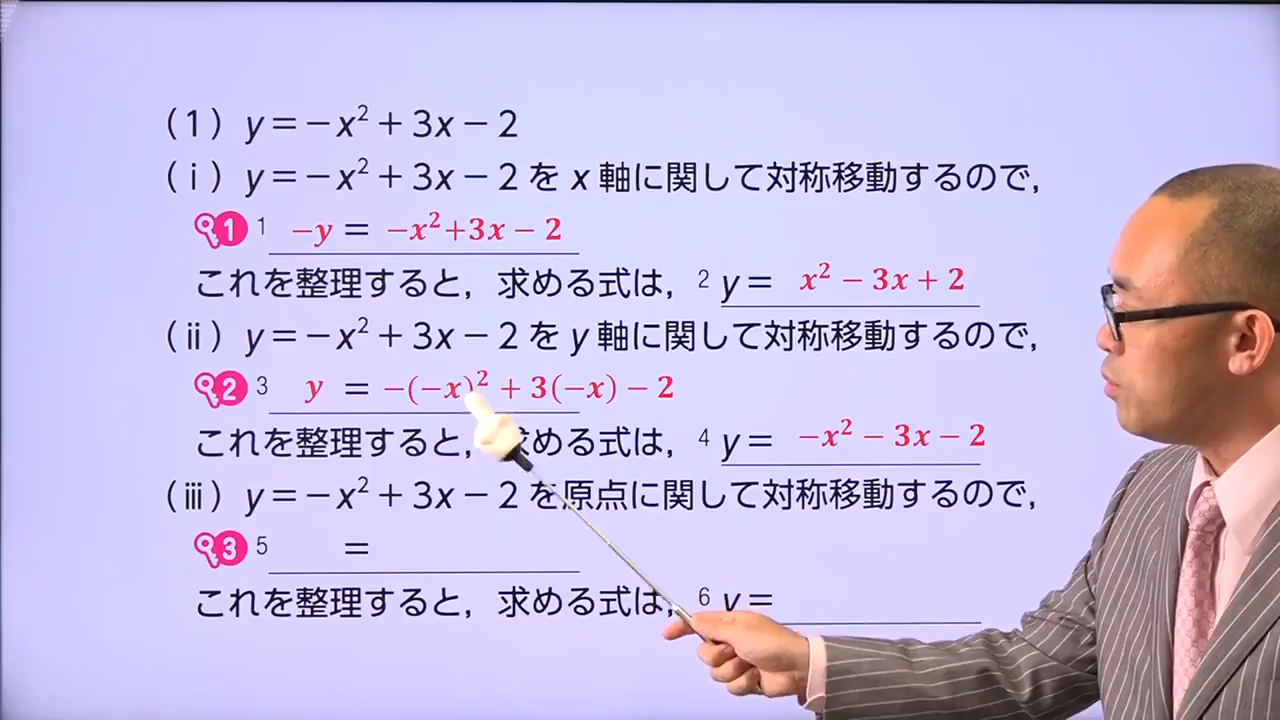 (1) y=−x²+3x−2
(ⅰ) y=−x²+3x−2をx軸に関して対称移動するので,
1 1 −y = −x²+3x−2
これを整理すると,求める式は, 2 y= x²−3x+2
(ⅱ) y=−x²+3x−2をy軸に関して対称移動するので,
2 3 y = −(−x)²+3(−x)−2
これを整理すると,求める式は, 4 y= −x²−3x−2
(ⅲ) y=−x²+3x−2を原点に関して対称移動するので,
3 5 =
これを整理すると,求める式は, 6 y=